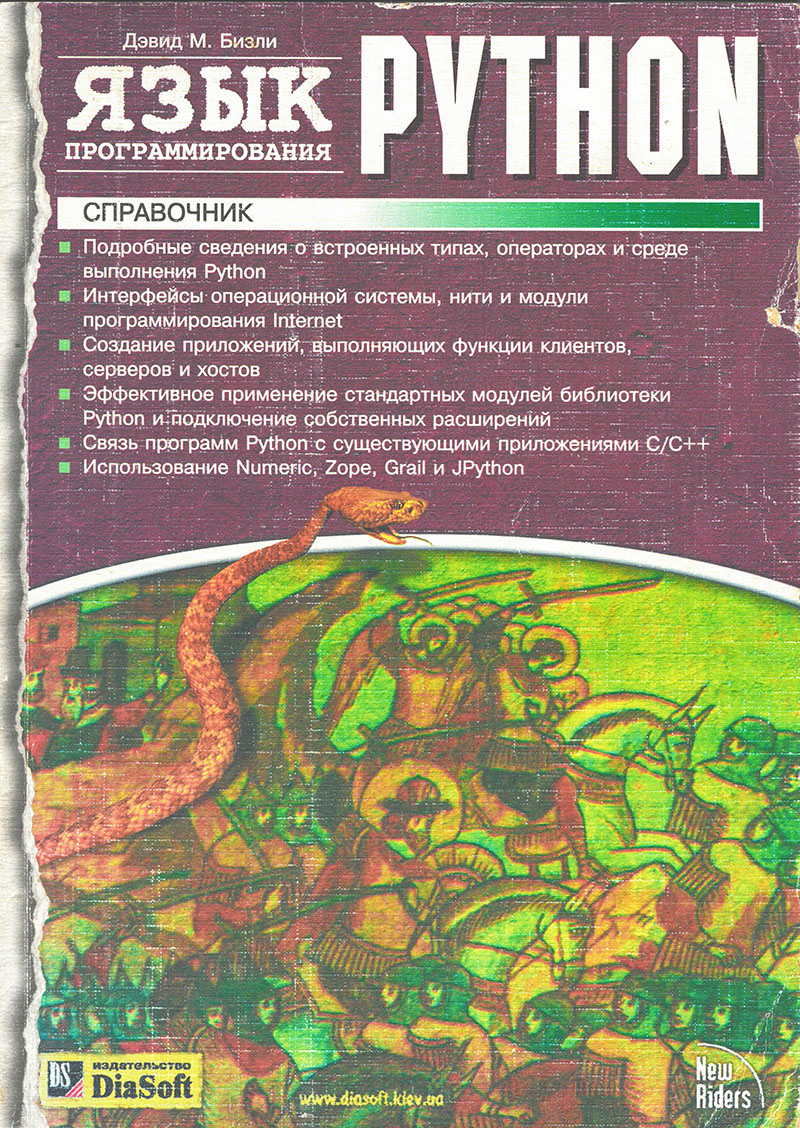 Дэвид М. Бизли
ЯЗЫК
ПРОГРАММИРОВАНИЯ
PYTHON
СПРАВОЧНИК
Подробные сведения о встроенных типах, операторах и среде
выполнения Python
Интерфейсы операционной системы, нити и модули
программирования Internet
Создание приложений, выполняющих функции клиентов,
серверов и хостов
Эффективное применение стандартных модулей библиотеки
Python и подключение собственных расширений
Связь программ Python с существующими приложениями C/C++
Использование Numeric, Zope, Grail и JPython
DS
издательство
DiaSoft
www.diasoft.kiev.ua
New
Riders